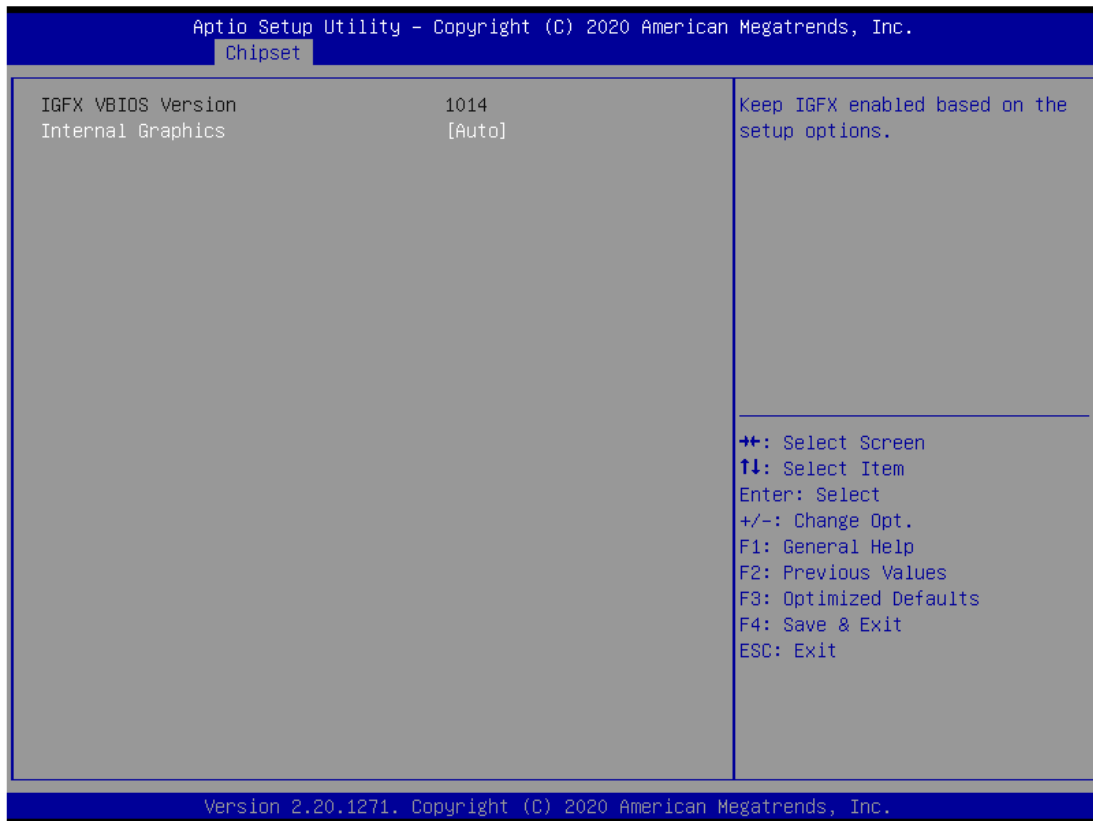 Aptio Setup Utility – Copyright (C) 2020 American Megatrends, Inc.
Chipset
IGFX VBIOS Version 1014
Internal Graphics [Auto]
Keep IGFX enabled based on the
setup options.
→←: Select Screen
↑↓: Select Item
Enter: Select
+/-: Change Opt.
F1: General Help
F2: Previous Values
F3: Optimized Defaults
F4: Save & Exit
ESC: Exit
Version 2.20.1271. Copyright (C) 2020 American Megatrends, Inc.